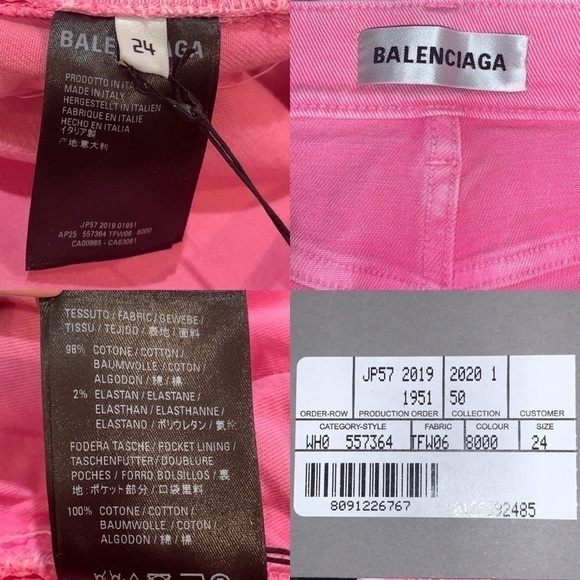 BALENCIAGA
24
PRODOTTO IN ITALIA
MADE IN ITALY
HERGESTELLT IN ITALIEN
FABRIQUE EN ITALIE
HECHO EN ITALIA
イタリア製
产地:意大利
JP57 2019 01951
AP25 557364 TFW06 8000
CA00985 - CA63081
BALENCIAGA
TESSUTO / FABRIC / GEWEBE /
TISSU / TEJIDO / 裏地 / 面料
98% COTONE / COTTON /
BAUMWOLLE / COTON /
ALGODON / 綿 / 棉
2% ELASTAN / ELASTANE /
ELASTHAN / ELASTHANNE /
ELASTANO / ポリウレタン / 氨纶
FODERA TASCHE / POCKET LINING /
TASCHENFUTTER / DOUBLURE
POCHES / FORRO BOLSILLOS / 裏
地:ポケット部分 / 口袋里料
100% COTONE / COTTON /
BAUMWOLLE / COTON /
ALGODON / 綿 / 棉
JP57 2019 2020 1
1951 50
ORDER-ROW PRODUCTION ORDER COLLECTION CUSTOMER
CATEGORY-STYLE FABRIC COLOUR SIZE
WH0 557364 TFW06 8000 24
8091226767